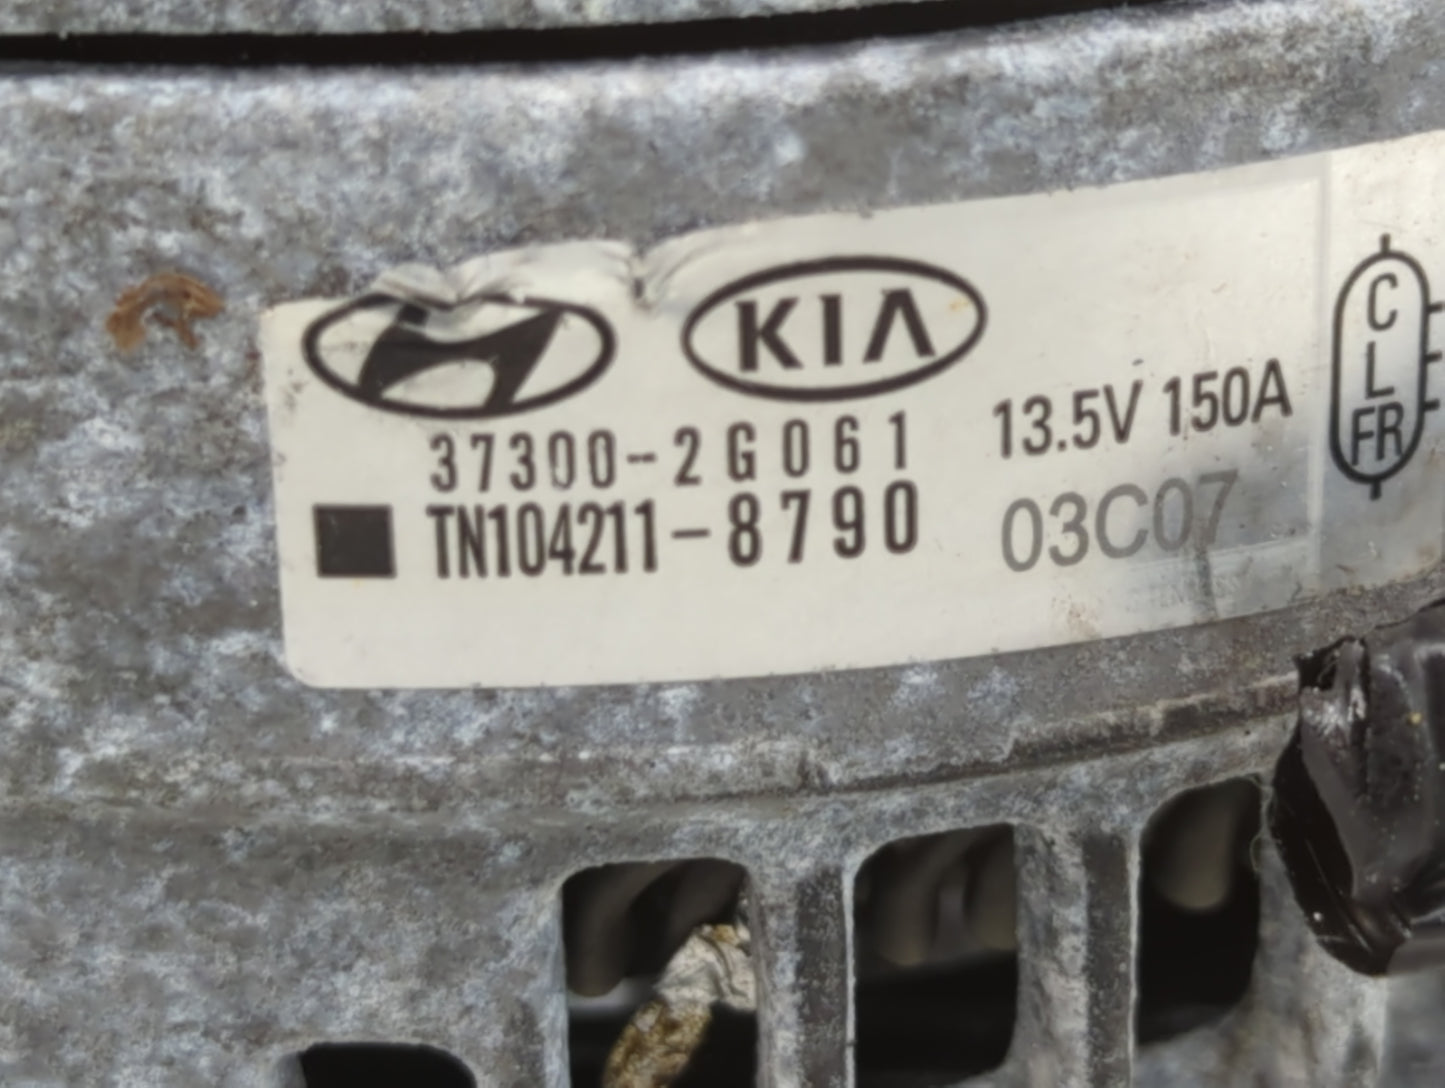 KIA
37300-2G061
13.5V 150A
TN104211-8790
03C07
C
L
FR